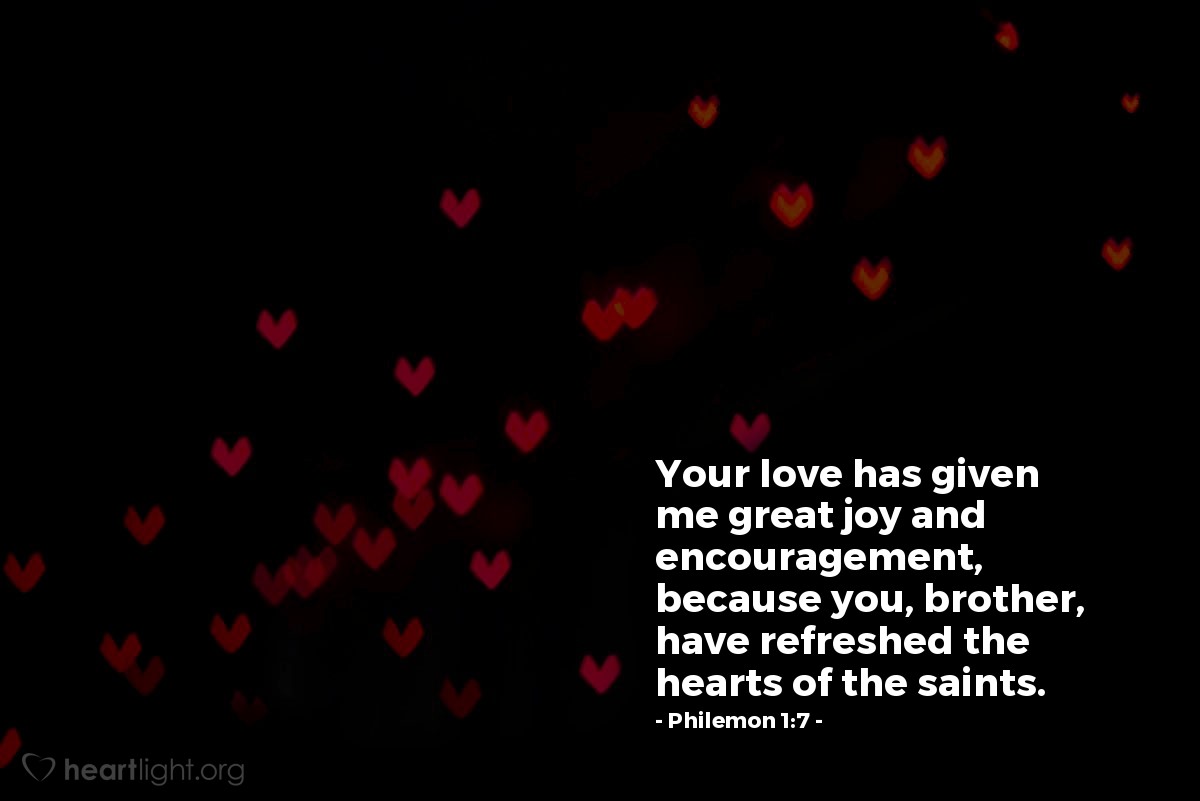 Your love has given
me great joy and
encouragement,
because you, brother,
have refreshed the
hearts of the saints.
- Philemon 1:7 -
heartlight.org